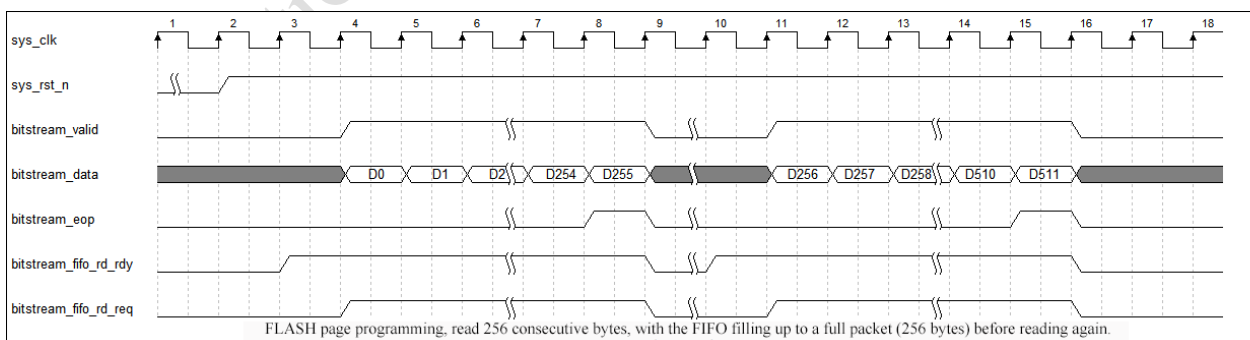 1 2 3 4 5 6 7 8 9 10 11 12 13 14 15 16 17 18
sys_clk
sys_rst_n
bitstream_valid
bitstream_data D0 D1 D2 D254 D255 D256 D257 D258 D510 D511
bitstream_eop
bitstream_fifo_rd_rdy
bitstream_fifo_rd_req
FLASH page programming, read 256 consecutive bytes, with the FIFO filling up to a full packet (256 bytes) before reading again.